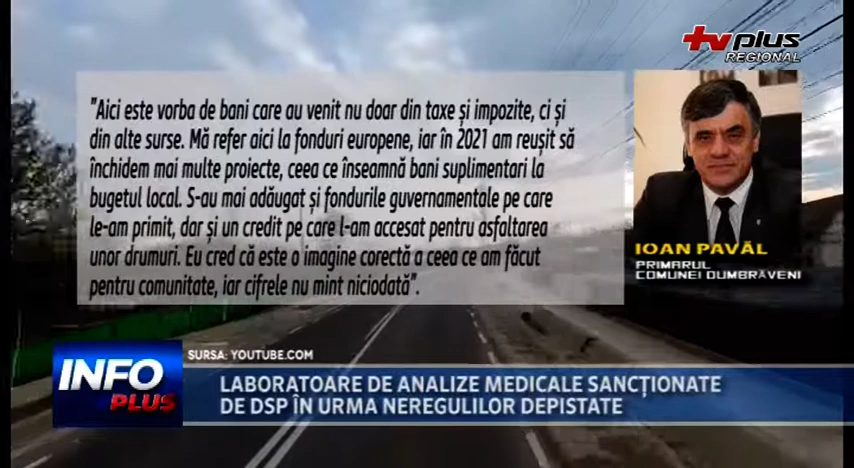 tvplus
REGIONAL
"Aici este vorba de bani care au venit nu doar din taxe și impozite, ci și
din alte surse. Mă refer aici la fonduri europene, iar în 2021 am reușit să
închidem mai multe proiecte, ceea ce înseamnă bani suplimentari la
bugetul local. S-au mai adăugat și fondurile guvernamentale pe care
le-am primit, dar și un credit pe care l-am accesat pentru asfaltarea
unor drumuri. Eu cred că este o imagine corectă a ceea ce am făcut
pentru comunitate, iar cifrele nu mint niciodată".
IOAN PAVĂL
PRIMARUL
COMUNEI DUMBRĂVENI
SURSA: YOUTUBE.COM
INFO
PLUS
LABORATOARE DE ANALIZE MEDICALE SANCȚIONATE
DE DSP ÎN URMA NEREGULILOR DEPISTATE